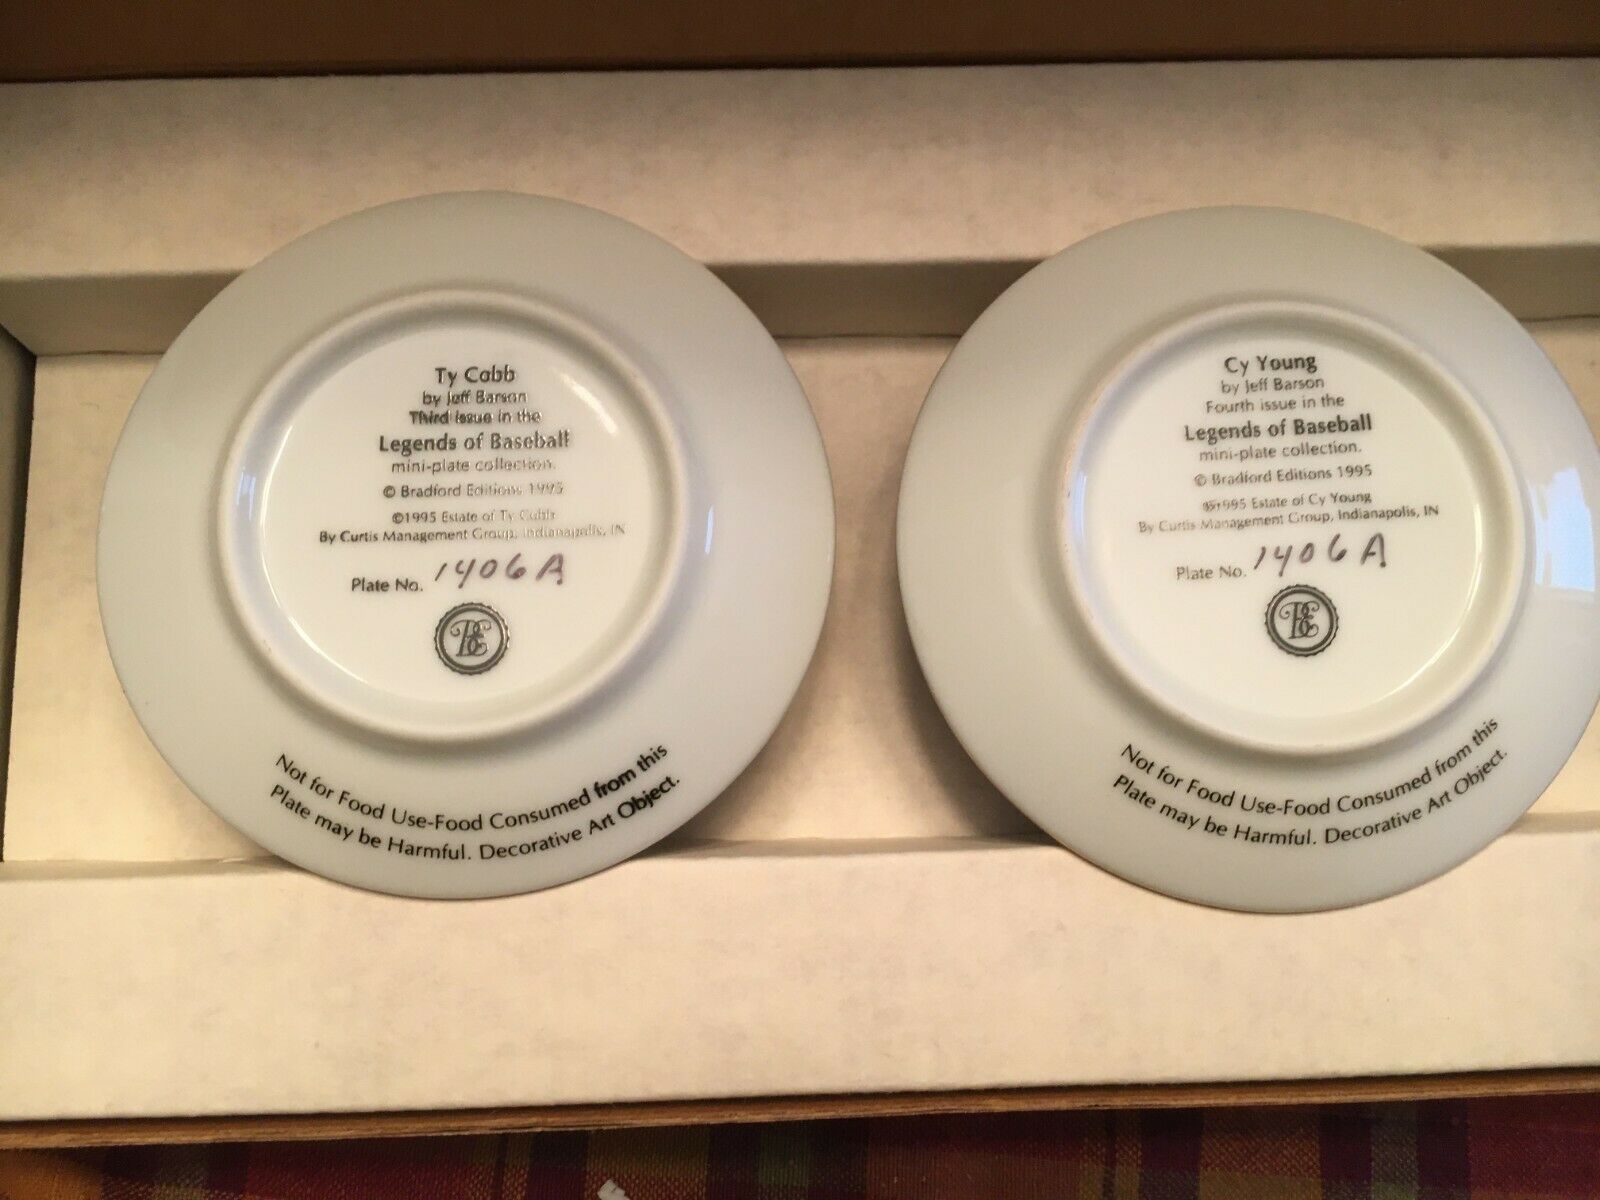 Ty Cobb
by Jeff Barson
Third issue in the
Legends of Baseball
mini-plate collection.
© Bradford Editions 1995
©1995 Estate of Ty Cobb
By Curtis Management Group, Indianapolis, IN
Plate No. 1406A
BE
Not for Food Use-Food Consumed from this
Plate may be Harmful. Decorative Art Object.
Cy Young
by Jeff Barson
Fourth issue in the
Legends of Baseball
mini-plate collection.
© Bradford Editions 1995
©1995 Estate of Cy Young
By Curtis Management Group, Indianapolis, IN
Plate No. 1406A
BE
Not for Food Use-Food Consumed from this
Plate may be Harmful. Decorative Art Object.